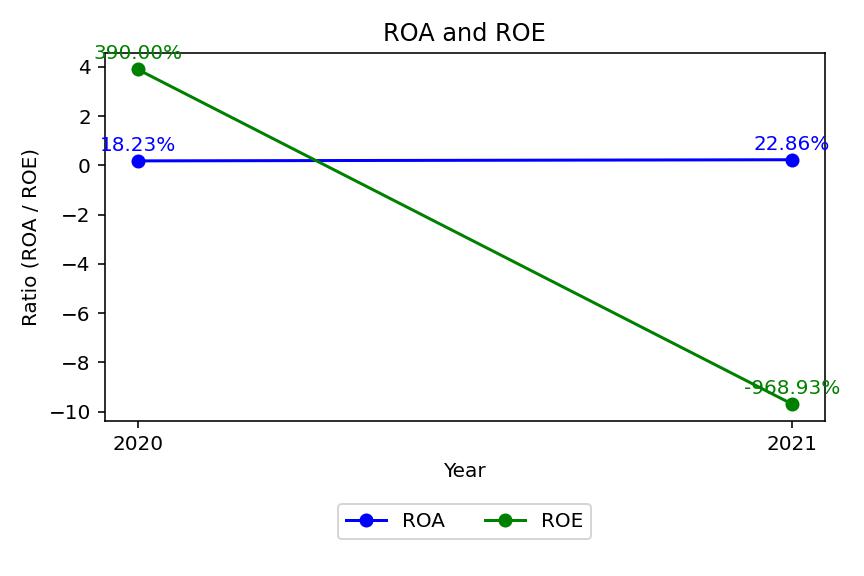 ROA and ROE
390.00%
18.23%
22.86%
-968.93%
4
2
0
−2
−4
−6
−8
−10
Ratio (ROA / ROE)
2020
2021
Year
ROA
ROE